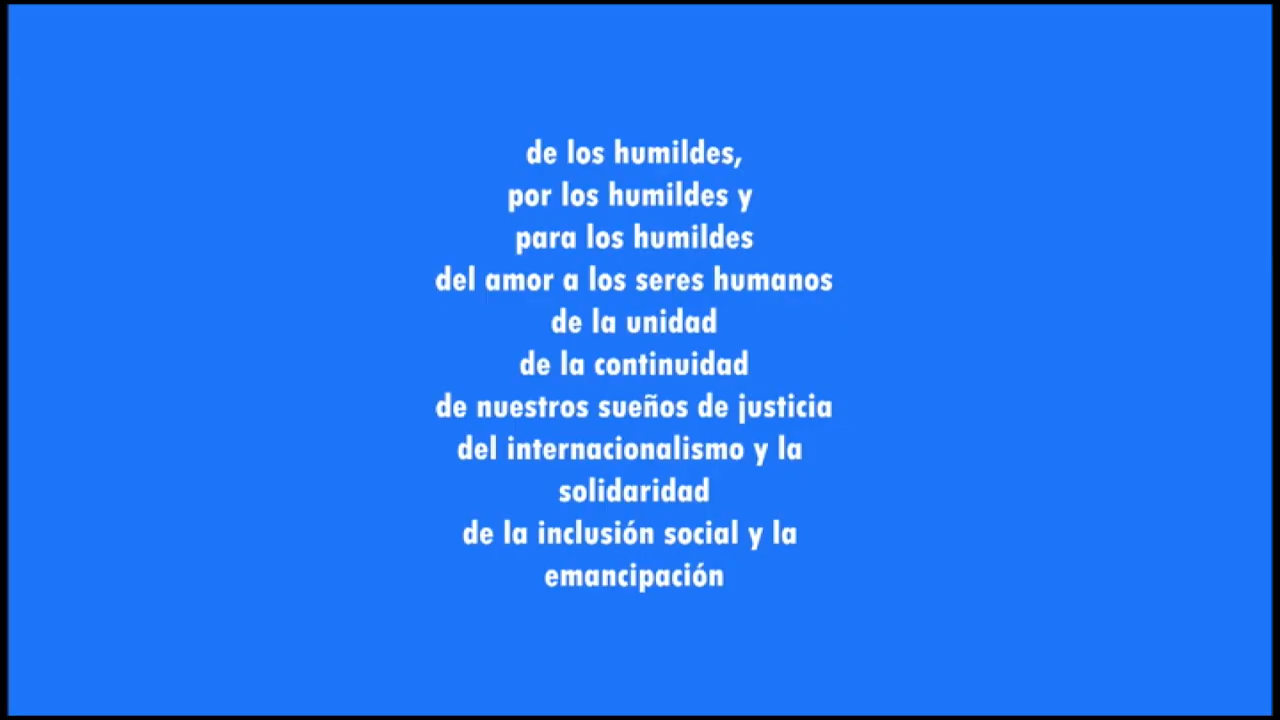 de los humildes,
por los humildes y
para los humildes
del amor a los seres humanos
de la unidad
de la continuidad
de nuestros sueños de justicia
del internacionalismo y la
solidaridad
de la inclusión social y la
emancipación